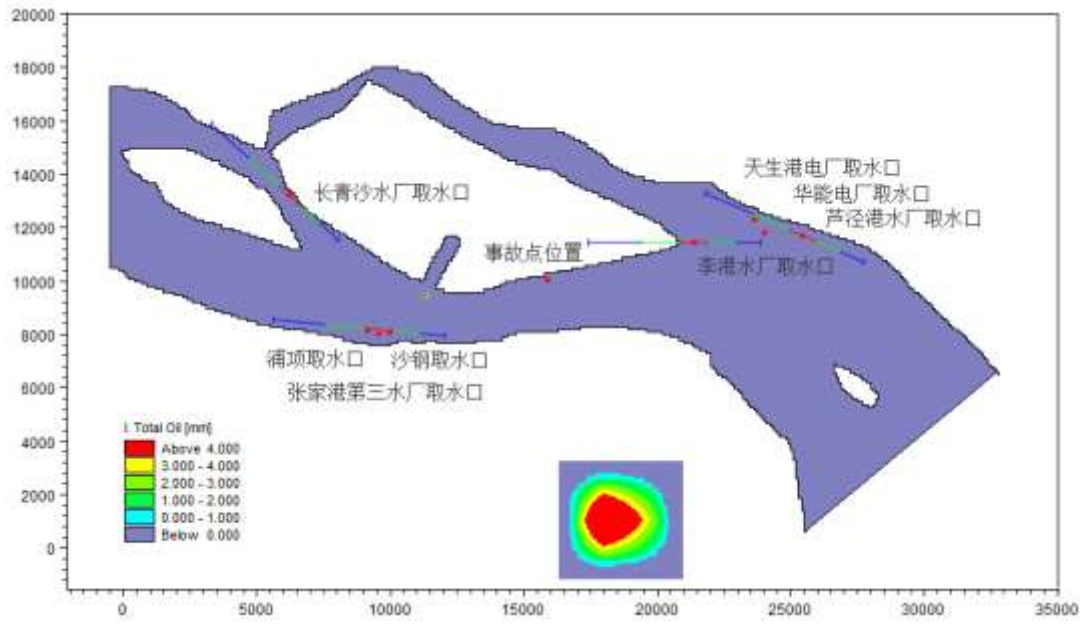 20000
18000
16000
14000
12000
10000
8000
6000
4000
2000
0
天生港电厂取水口
华能电厂取水口
芦泾港水厂取水口
长青沙水厂取水口
事故点位置
李港水厂取水口
浦项取水口 沙钢取水口
张家港第三水厂取水口
Total Oil [mm]
Above 4.000
3.000 - 4.000
2.000 - 3.000
1.000 - 2.000
0.000 - 1.000
Below 0.000
0 5000 10000 15000 20000 25000 30000 35000